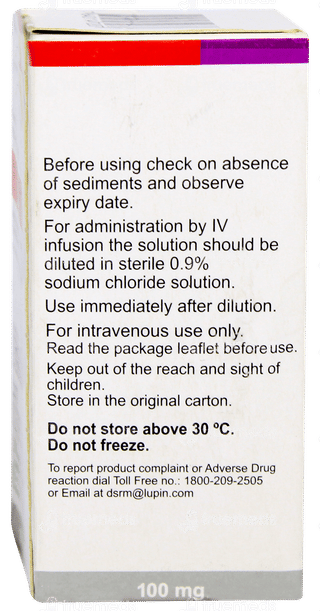 Before using check on absence
of sediments and observe
expiry date.
For administration by IV
infusion the solution should be
diluted in sterile 0.9%
sodium chloride solution.
Use immediately after dilution.
For intravenous use only.
Read the package leaflet before use.
Keep out of the reach and sight of
children.
Store in the original carton.
Do not store above 30 ºC.
Do not freeze.
To report product complaint or Adverse Drug
reaction dial Toll Free no.: 1800-209-2505
or Email at dsrm@lupin.com
100 mg